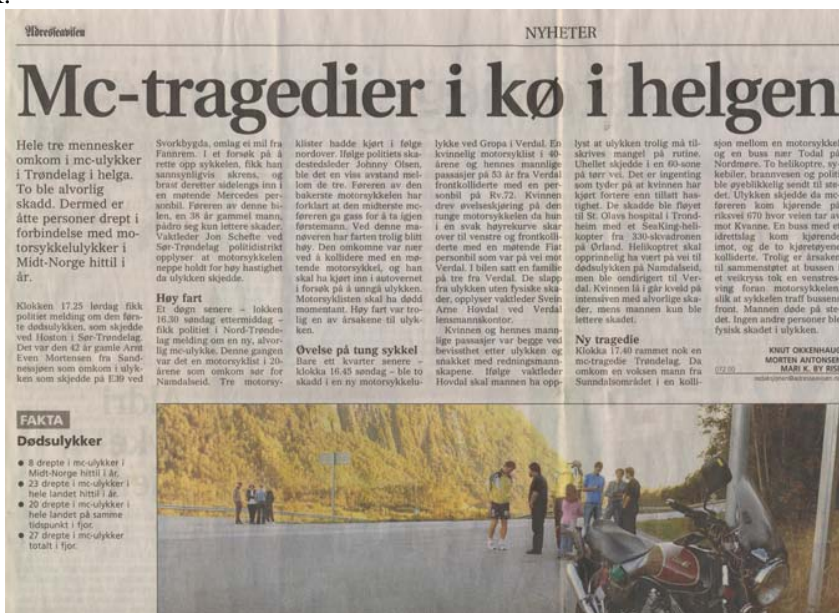 Adresseavisen
NYHETER
Mc-tragedier i kø i helgen
Hele tre mennesker
omkom i mc-ulykker
i Trøndelag i helga.
To ble alvorlig
skadd. Dermed er
åtte personer drept i
forbindelse med mo-
torsykkelulykker i
Midt-Norge hittil i
år.
Klokken 17.25 lørdag fikk
politiet melding om den førs-
te dødsulykken, som skjedde
ved Hoston i Sør-Trøndelag.
Det var den 42 år gamle Arnt
Even Mortensen fra Sand-
nessjøen som omkom i ulyk-
ken som skjedde på E39 ved
Svorkbygda, omlag ei mil fra
Fannrem. I et forsøk på å
rette opp sykkelen, fikk han
sannsynligvis skrens, og
brast deretter sidelengs inn i
en møtende Mercedes per-
sonbil. Føreren av denne bi-
len, en 38 år gammel mann,
pådro seg kun lettere skader.
Vaktleder Jon Schefte ved
Sør-Trøndelag politidistrikt
opplyser at motorsykkelen
neppe holdt for høy hastighet
da ulykken skjedde.
Høy fart
Et døgn senere – lokken
16.30 søndag ettermiddag –
fikk politiet i Nord-Trønde-
lag melding om en ny, alvor-
lig mc-ulykke. Denne gangen
var det en motorsyklist i 20-
årene som omkom sør for
Namdalseid. Tre motorsy-
klister hadde kjørt i følge
nordover. Ifølge politiets ska-
destedsleder Johnny Olsen,
ble det en viss avstand mel-
lom de tre. Føreren av den
bakerste motorsykkelen har
forklart at den midterste mc-
føreren ga gass for å ta igjen
førstemann. Ved denne ma-
nøveren har farten trolig blitt
høy. Den omkomne var nær
ved å kollidere med en mø-
tende motorsykkel, og han
skal ha kjørt inn i autovernet
i forsøk på å unngå ulykken.
Motorsyklisten skal ha dødd
momentant. Høy fart var tro-
lig en av årsakene til ulyk-
ken.
Øvelse på tung sykkel
Bare ett kvarter senere –
klokka 16.45 søndag – ble to
skadd i en ny motorsykkelu-
lykke ved Gropa i Verdal. En
kvinnelig motorsyklist i 40-
årene og hennes mannlige
passasjer på 53 år fra Verdal
frontkolliderte med en per-
sonbil på Rv.72. Kvinnen
drev øvelseskjøring på den
tunge motorsykkelen da hun
i en svak høyrekurve skar
over til venstre og frontkolli-
derte med en møtende Fiat
personbil som var på vei mot
Verdal. I bilen satt en familie
på tre fra Verdal. De slapp
fra ulykken uten fysiske ska-
der, opplyser vaktleder Svein
Arne Hovdal ved Verdal
lensmannskontor.
Kvinnen og hennes mann-
lige passasjer var begge ved
bevissthet etter ulykken og
snakket med redningsmann-
skapene. Ifølge vaktleder
Hovdal skal mannen ha opp-
lyst at ulykken trolig må til-
skrives mangel på rutine.
Uhellet skjedde i en 60-sone
på tørr vei. Det er ingenting
som tyder på at kvinnen har
kjørt fortere enn tillatt has-
tighet. De skadde ble fløyet
til St. Olavs hospital i Trond-
heim med et SeaKing-heli-
kopter fra 330-skvadronen
på Ørland. Helikoptret skal
opprinnelig ha vært på vei til
dødsulykken på Namdalseid,
men ble omdirigert til Ver-
dal. Kvinnen lå i går kveld på
intensiven med alvorlige ska-
der, mens mannen kun ble
lettere skadet.
Ny tragedie
Klokka 17.40 rammet nok en
mc-tragedie Trøndelag. Da
omkom en voksen mann fra
Sunndalsområdet i en kolli-
sjon mellom en motorsykkel
og en buss nær Todal på
Nordmøre. To helikoptre, sy-
kebiler, brannvesen og politi
ble øyeblikkelig sendt til ste-
det. Ulykken skjedde da mc-
føreren kom kjørende på
riksvei 670 hvor veien tar av
mot Kvanne. En buss med et
idrettslag kom kjørende
imot, og de to kjøretøyene
kolliderte. Trolig er årsaken
til sammenstøtet at bussen i
et veikryss tok en venstres-
ving foran motorsykkelen,
slik at sykkelen traff bussens
front. Mannen døde på ste-
det. Ingen andre personer ble
fysisk skadet i ulykken.
KNUT OKKENHAUG
MORTEN ANTONSEN
MARI K. BY RISE
FAKTA
Dødsulykker
● 8 drepte i mc-ulykker i
Midt-Norge hittil i år.
● 23 drepte i mc-ulykker i
hele landet hittil i år.
● 20 drepte i mc-ulykker i
hele landet på samme
tidspunkt i fjor.
● 27 drepte i mc-ulykker
totalt i fjor.